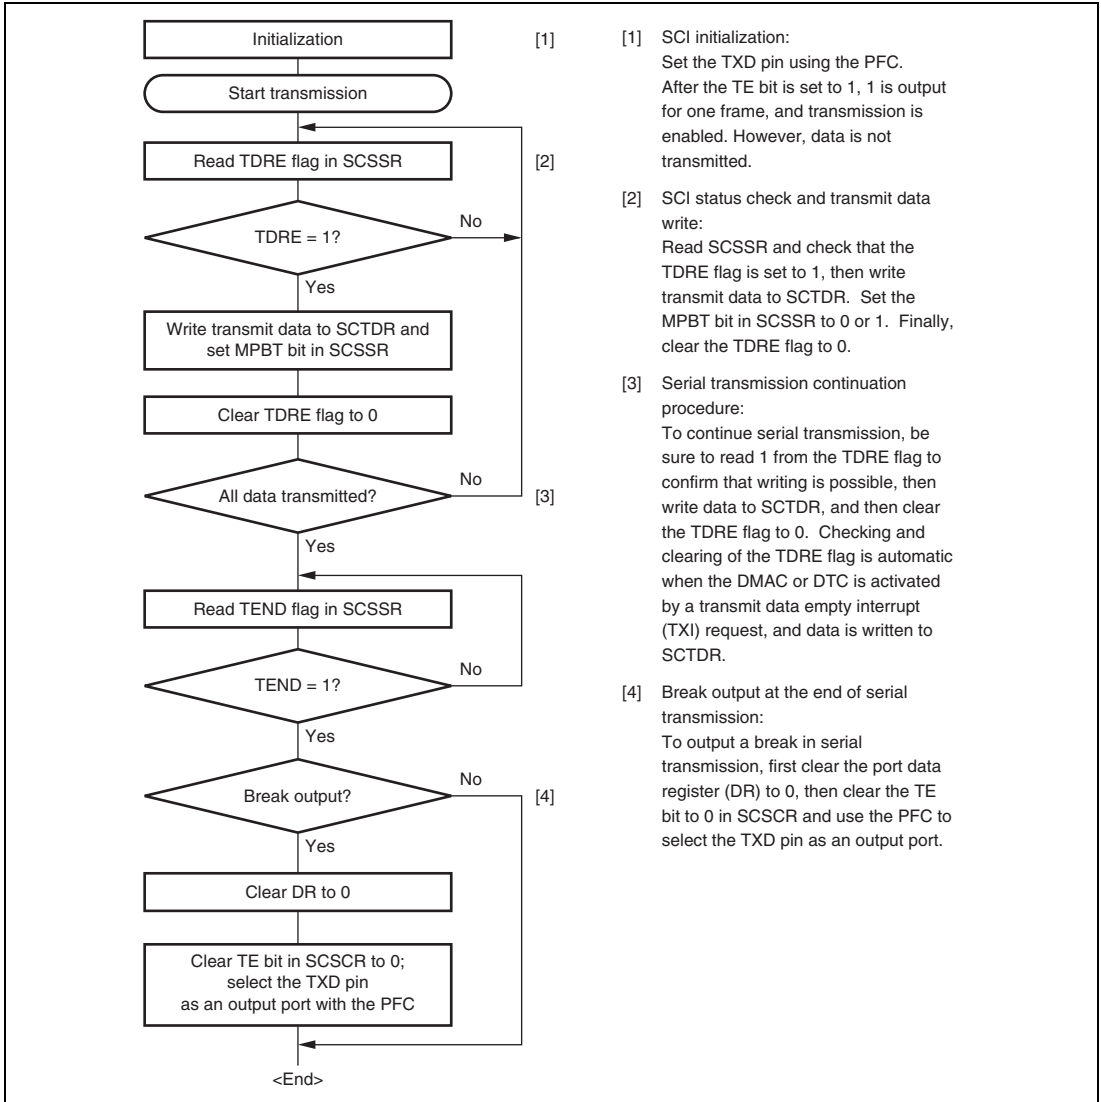 Initialization
[1]
Start transmission
Read TDRE flag in SCSSR
[2]
TDRE = 1?
No
Yes
Write transmit data to SCTDR and
set MPBT bit in SCSSR
Clear TDRE flag to 0
All data transmitted?
No
[3]
Yes
Read TEND flag in SCSSR
TEND = 1?
No
Yes
Break output?
No
[4]
Yes
Clear DR to 0
Clear TE bit in SCSCR to 0;
select the TXD pin
as an output port with the PFC
<End>
[1] SCI initialization:
Set the TXD pin using the PFC.
After the TE bit is set to 1, 1 is output
for one frame, and transmission is
enabled. However, data is not
transmitted.
[2] SCI status check and transmit data
write:
Read SCSSR and check that the
TDRE flag is set to 1, then write
transmit data to SCTDR. Set the
MPBT bit in SCSSR to 0 or 1. Finally,
clear the TDRE flag to 0.
[3] Serial transmission continuation
procedure:
To continue serial transmission, be
sure to read 1 from the TDRE flag to
confirm that writing is possible, then
write data to SCTDR, and then clear
the TDRE flag to 0. Checking and
clearing of the TDRE flag is automatic
when the DMAC or DTC is activated
by a transmit data empty interrupt
(TXI) request, and data is written to
SCTDR.
[4] Break output at the end of serial
transmission:
To output a break in serial
transmission, first clear the port data
register (DR) to 0, then clear the TE
bit to 0 in SCSCR and use the PFC to
select the TXD pin as an output port.